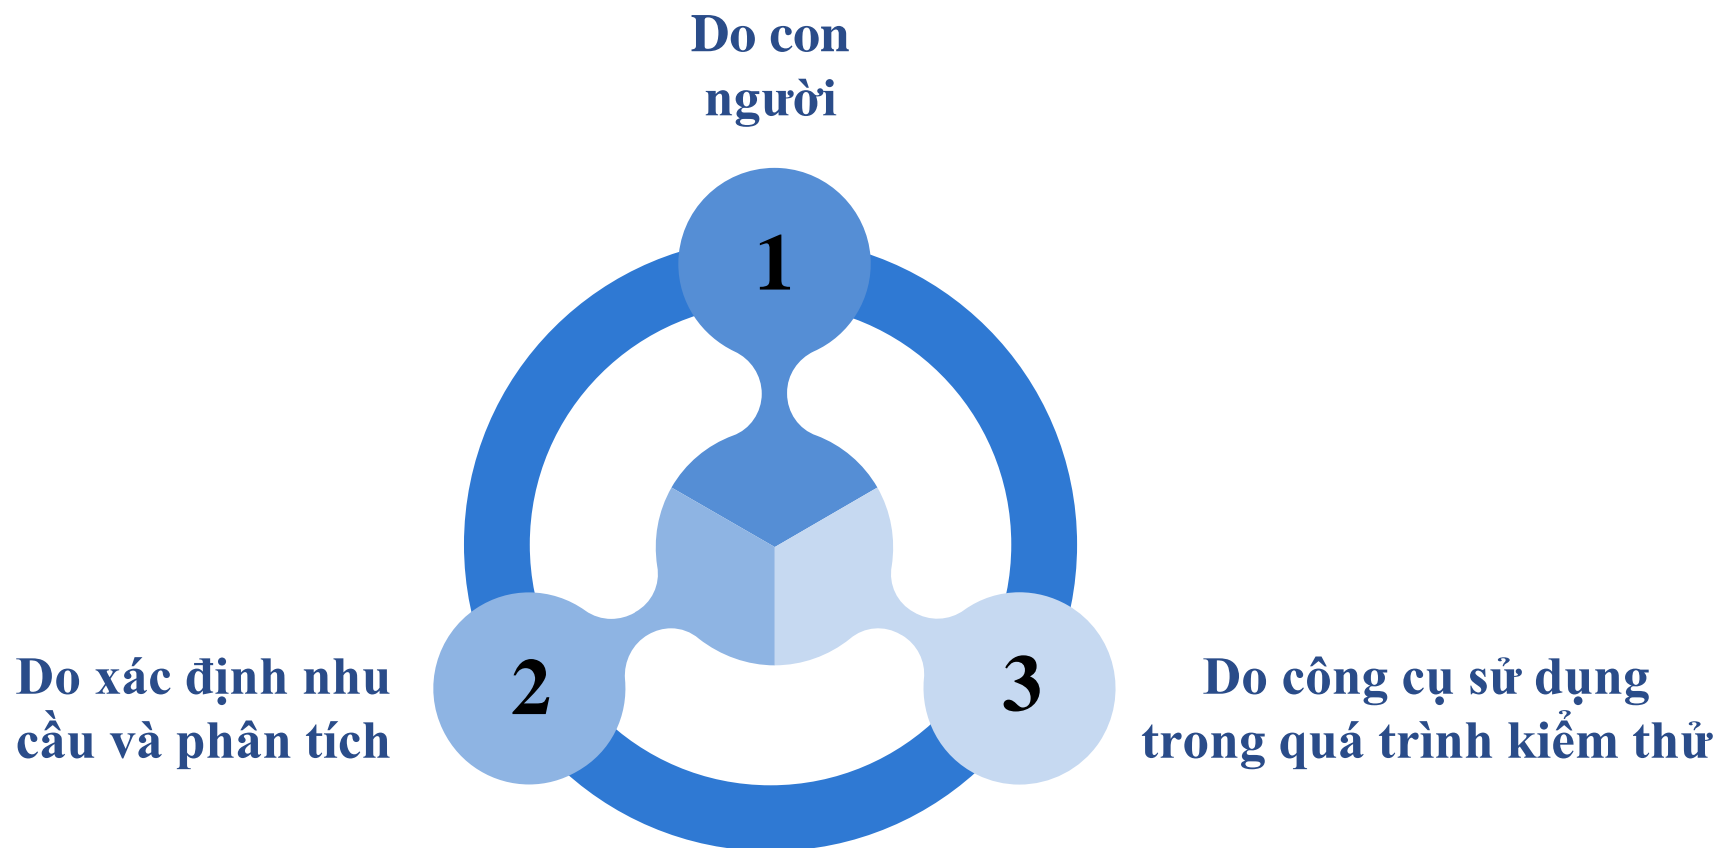 Do con
người
1
2
Do xác định nhu
cầu và phân tích
3
Do công cụ sử dụng
trong quá trình kiểm thử